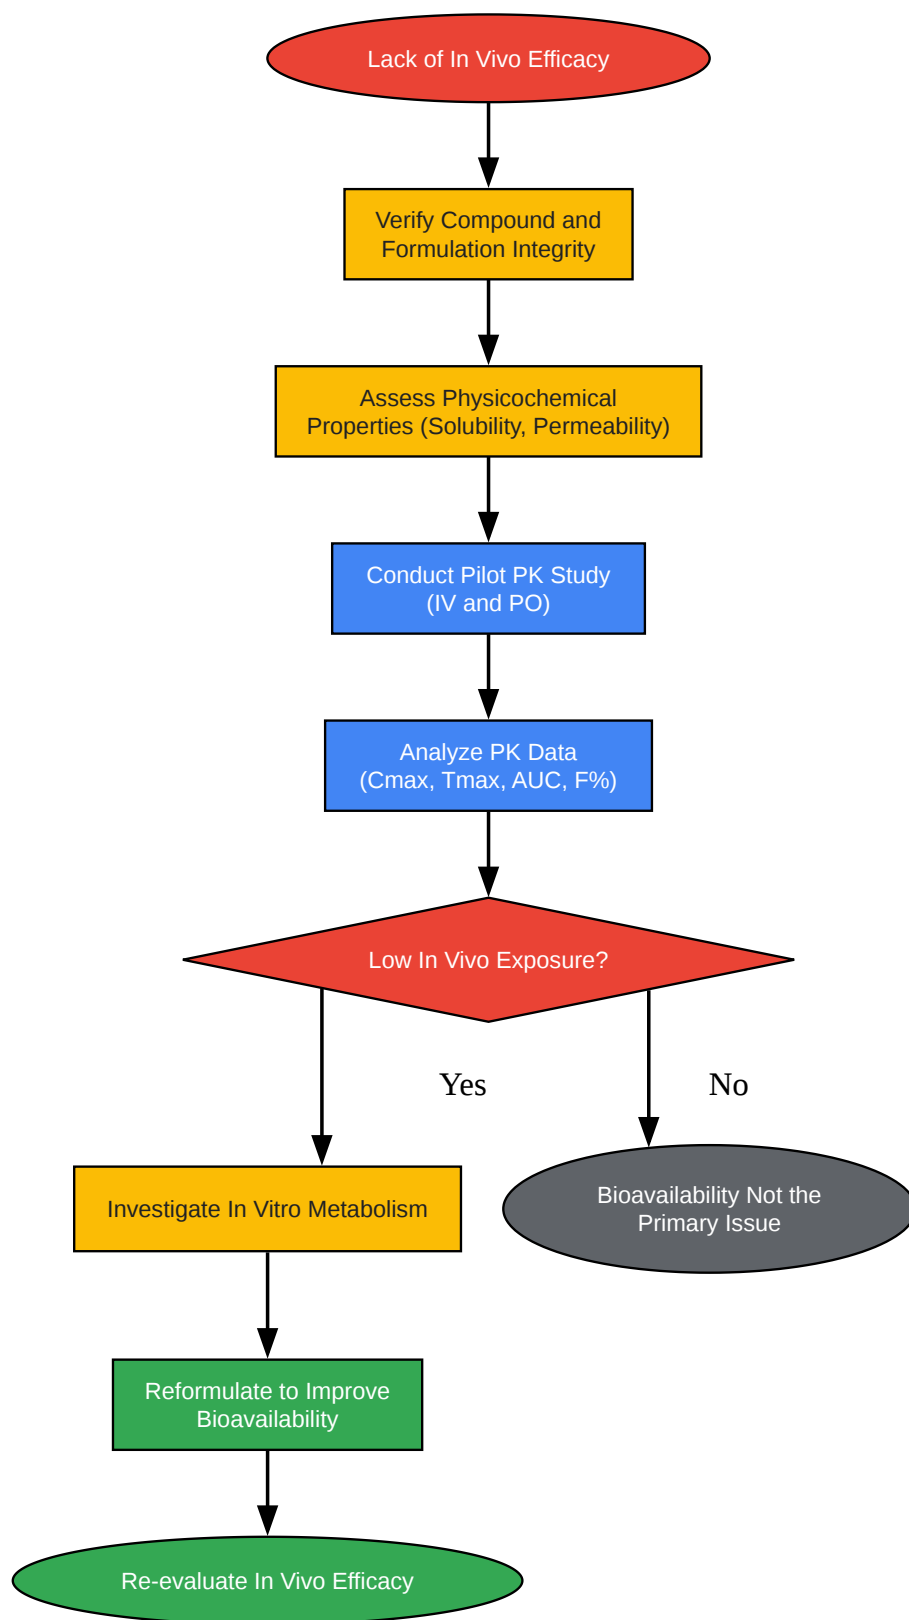 Lack of In Vivo Efficacy
Verify Compound and
Formulation Integrity
Assess Physicochemical
Properties (Solubility, Permeability)
Conduct Pilot PK Study
(IV and PO)
Analyze PK Data
(Cmax, Tmax, AUC, F%)
Low In Vivo Exposure?
Yes
No
Investigate In Vitro Metabolism
Bioavailability Not the
Primary Issue
Reformulate to Improve
Bioavailability
Re-evaluate In Vivo Efficacy